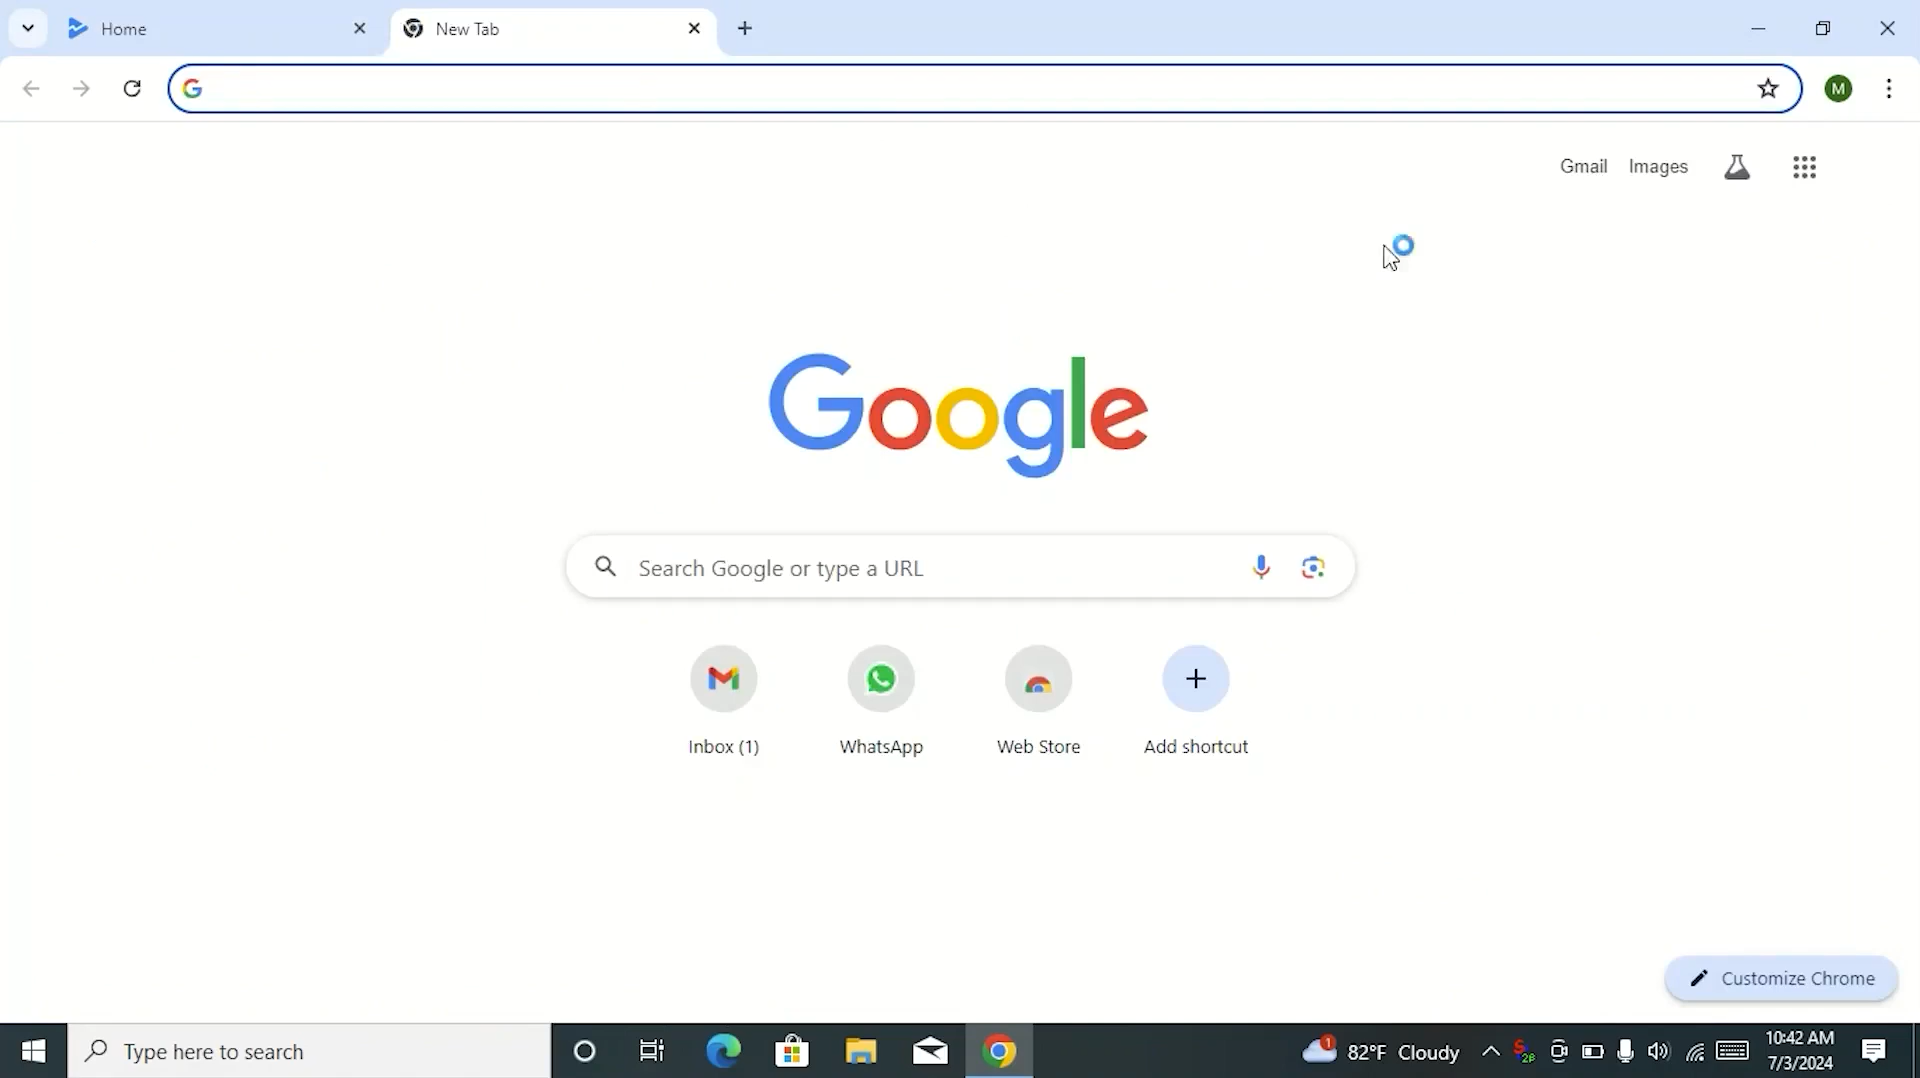 Home
New Tab
M
Gmail Images
Google
Search Google or type a URL
Inbox (1) WhatsApp Web Store Add shortcut
Customize Chrome
Type here to search
1
82°F Cloudy
10:42 AM
7/3/2024